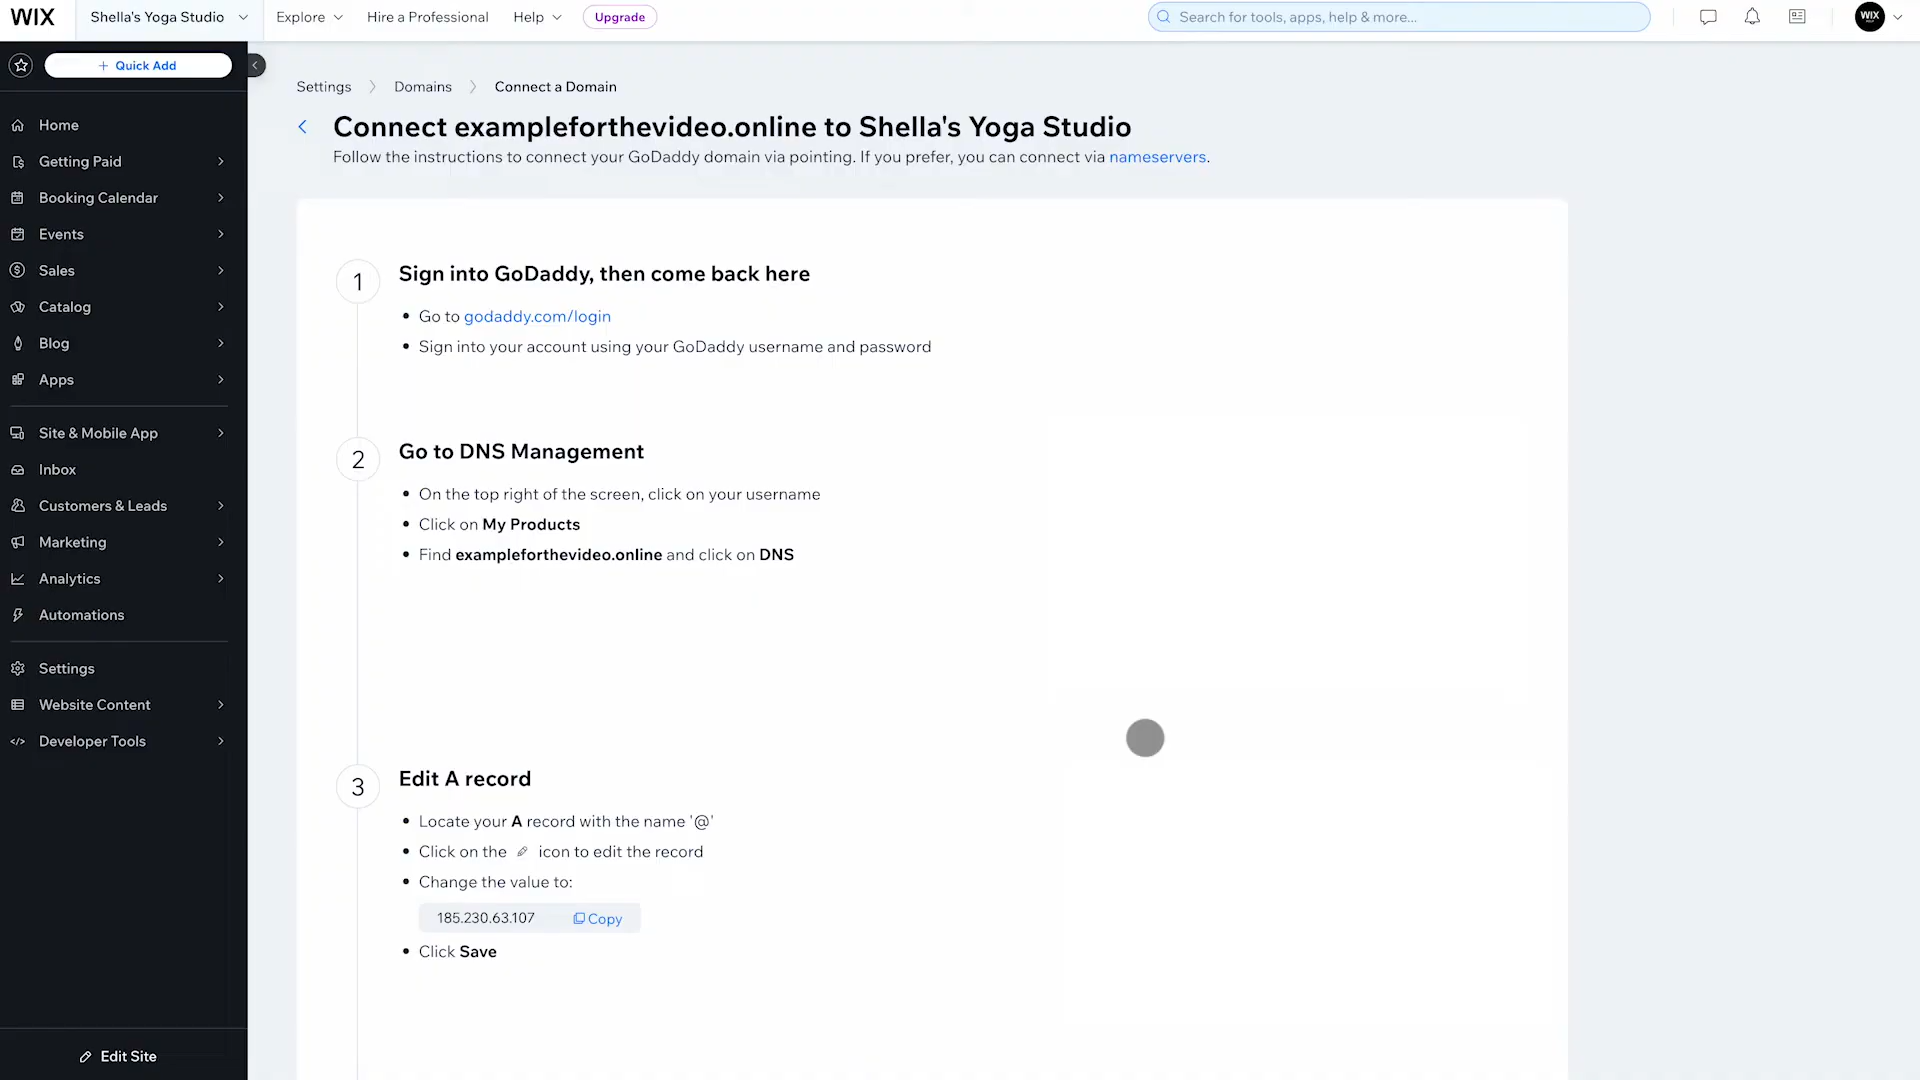 WIX
Shella's Yoga Studio
Explore
Hire a Professional
Help
Upgrade
Search for tools, apps, help & more...
WIX
Quick Add
Home
Getting Paid
Booking Calendar
Events
Sales
Catalog
Blog
Apps
Site & Mobile App
Inbox
Customers & Leads
Marketing
Analytics
Automations
Settings
Website Content
Developer Tools
Edit Site
Settings > Domains > Connect a Domain
Connect exampleforthevideo.online to Shella's Yoga Studio
Follow the instructions to connect your GoDaddy domain via pointing. If you prefer, you can connect via nameservers.
1 Sign into GoDaddy, then come back here
• Go to godaddy.com/login
• Sign into your account using your GoDaddy username and password
2 Go to DNS Management
• On the top right of the screen, click on your username
• Click on My Products
• Find exampleforthevideo.online and click on DNS
3 Edit A record
• Locate your A record with the name '@'
• Click on the icon to edit the record
• Change the value to:
185.230.63.107 Copy
• Click Save